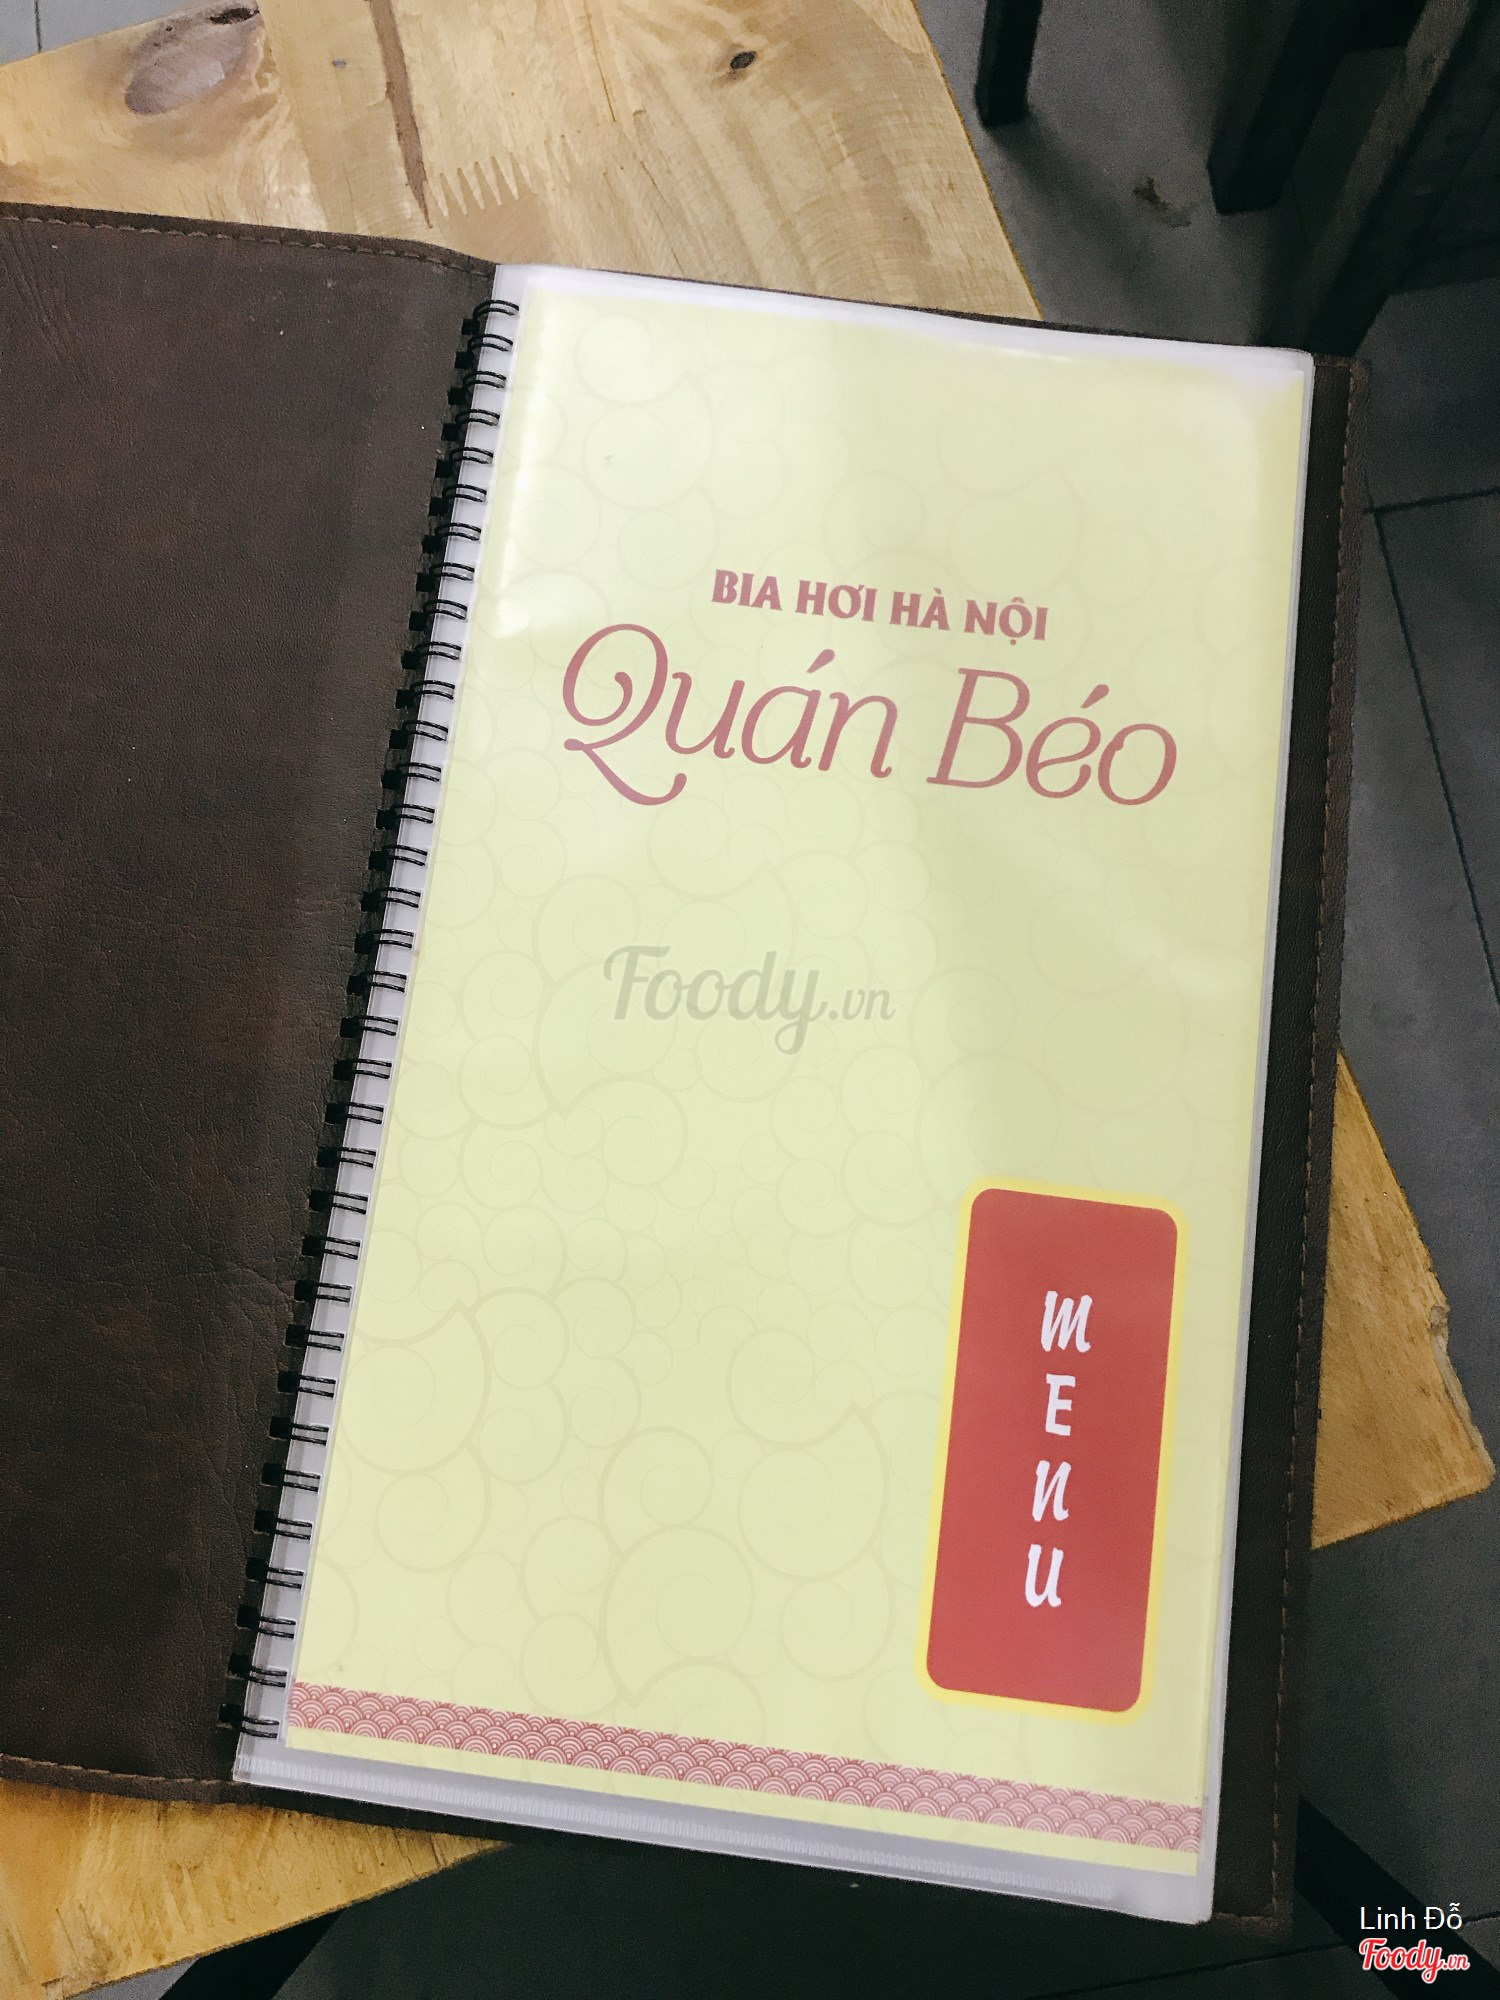 BIA HƠI HÀ NỘI
Quán Béo
Foody.vn
M
E
N
U
Linh Đỗ
Foody.vn